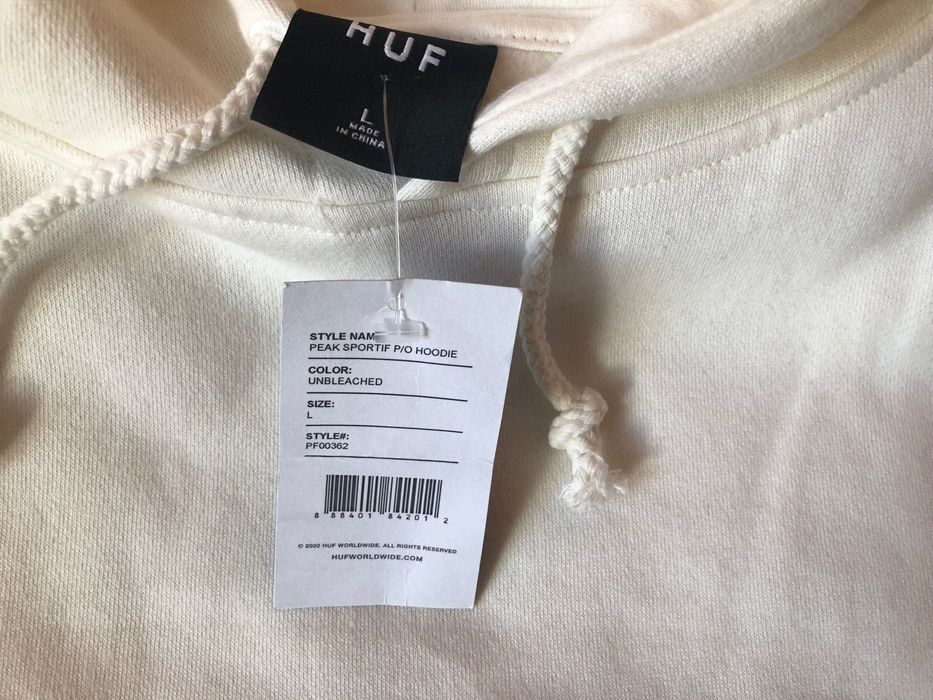 HUF
L
MADE
IN CHINA
STYLE NAM
PEAK SPORTIF P/O HOODIE
COLOR:
UNBLEACHED
SIZE:
L
STYLE#:
PF00362
8 88401 84201 2
© 2002 HUF WORLDWIDE. ALL RIGHTS RESERVED
HUFWORLDWIDE.COM